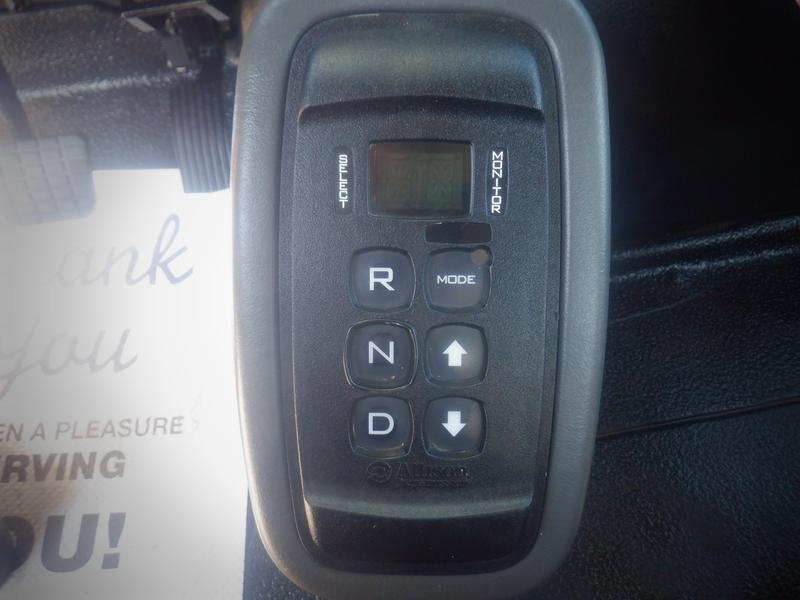 SELECT
MONITOR
R
MODE
N
D
Allison
ank
you
EN A PLEASURE
RVING
OU!